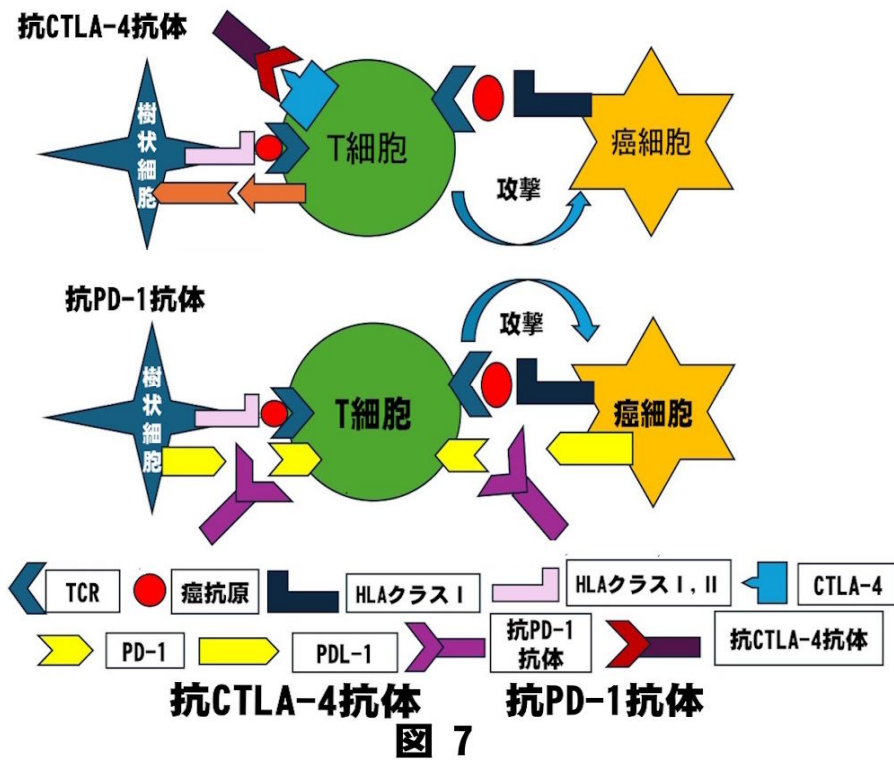 抗CTLA-4抗体
樹状細胞
T細胞
癌細胞
攻撃
抗PD-1抗体
攻撃
樹状細胞
T細胞
癌細胞
TCR
癌抗原
HLAクラスⅠ
HLAクラスⅠ,Ⅱ
CTLA-4
PD-1
PDL-1
抗PD-1
抗体
抗CTLA-4抗体
抗CTLA-4抗体 抗PD-1抗体
図 7